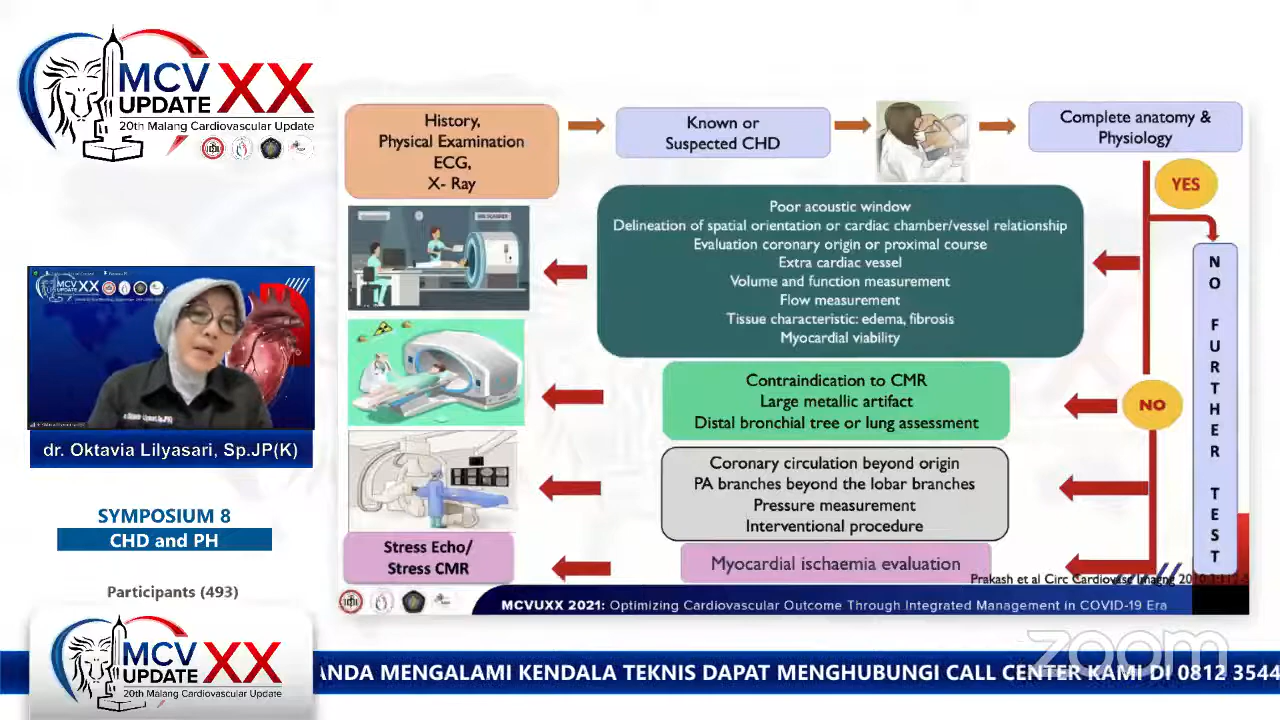 MCV
UPDATE
XX
20th Malang Cardiovascular Update
History,
Physical Examination
ECG,
X- Ray
Known or
Suspected CHD
Complete anatomy &
Physiology
YES
Poor acoustic window
Delineation of spatial orientation or cardiac chamber/vessel relationship
Evaluation coronary origin or proximal course
Extra cardiac vessel
Volume and function measurement
Flow measurement
Tissue characteristic: edema, fibrosis
Myocardial viability
NO FURTHER TEST
Contraindication to CMR
Large metallic artifact
Distal bronchial tree or lung assessment
NO
Coronary circulation beyond origin
PA branches beyond the lobar branches
Pressure measurement
Interventional procedure
Stress Echo/
Stress CMR
Myocardial ischaemia evaluation
Prakash et al Circ Cardiovasc Imagng
MCVUXX 2021: Optimizing Cardiovascular Outcome Through Integrated Management in COVID-19 Era
MCV
UPDATE
XX
dr. Oktavia Lilyasari, Sp.JP(K)
SYMPOSIUM 8
CHD and PH
Participants (493)
MCV
UPDATE
XX
20th Malang Cardiovascular Update
zoom
ANDA MENGALAMI KENDALA TEKNIS DAPAT MENGHUBUNGI CALL CENTER KAMI DI 0812 3544